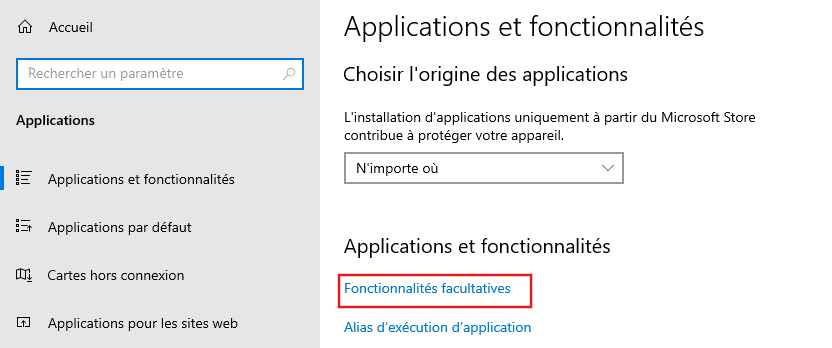 Accueil
Rechercher un paramètre
Applications
Applications et fonctionnalités
Applications par défaut
Cartes hors connexion
Applications pour les sites web
Applications et fonctionnalités
Choisir l'origine des applications
L'installation d'applications uniquement à partir du Microsoft Store
contribue à protéger votre appareil.
N'importe où
Applications et fonctionnalités
Fonctionnalités facultatives
Alias d’exécution d’application